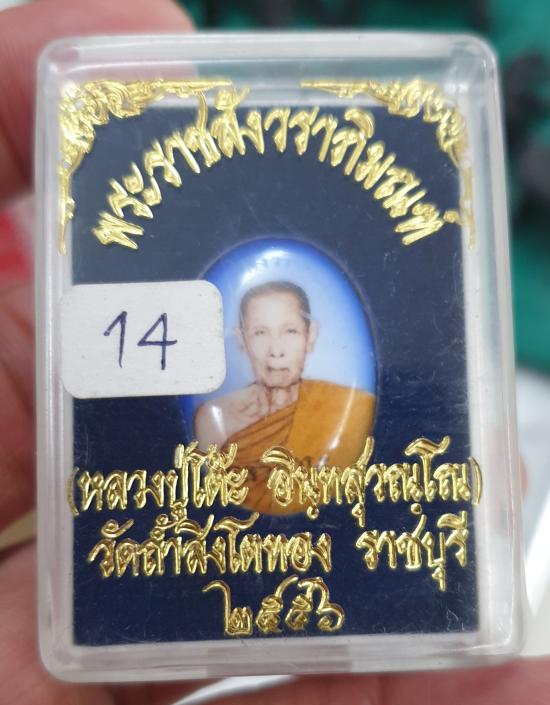 พระราชสังวราภิมณฑ์
14
(หลวงปู่โต๊ะ อินฺทสุวณฺโณ)
วัดถ้ำสิงโตทอง ราชบุรี
๒๕๕๖